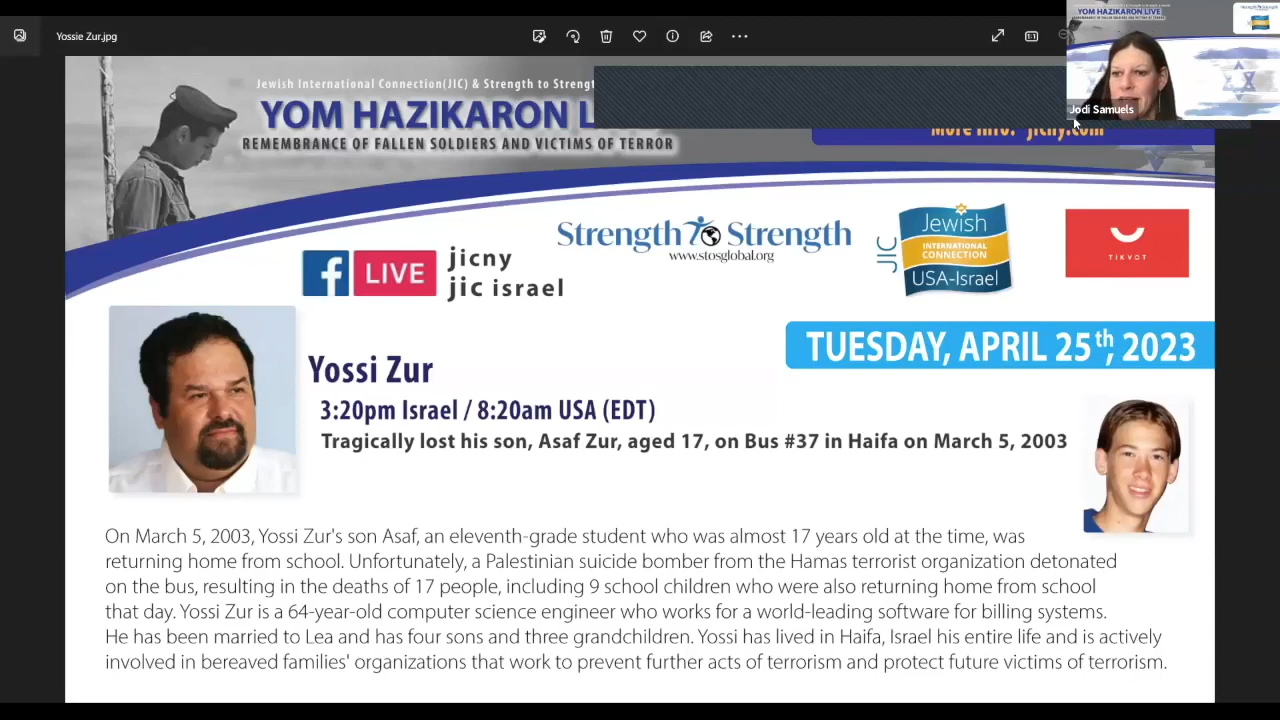 Yossie Zur.jpg
1:1
YOM HAZIKARON LIVE
Strength to Strength
Jodi Samuels
Jewish International Connection (JIC) & Strength to Strengt
YOM HAZIKARON L
REMEMBRANCE OF FALLEN SOLDIERS AND VICTIMS OF TERROR
More info: jicny.com
f LIVE
jicny
jic israel
Strength to Strength
www.stosglobal.org
JIC
Jewish
INTERNATIONAL
CONNECTION
USA-Israel
TIKVOT
TUESDAY, APRIL 25th, 2023
Yossi Zur
3:20pm Israel / 8:20am USA (EDT)
Tragically lost his son, Asaf Zur, aged 17, on Bus #37 in Haifa on March 5, 2003
On March 5, 2003, Yossi Zur's son Asaf, an eleventh-grade student who was almost 17 years old at the time, was
returning home from school. Unfortunately, a Palestinian suicide bomber from the Hamas terrorist organization detonated
on the bus, resulting in the deaths of 17 people, including 9 school children who were also returning home from school
that day. Yossi Zur is a 64-year-old computer science engineer who works for a world-leading software for billing systems.
He has been married to Lea and has four sons and three grandchildren. Yossi has lived in Haifa, Israel his entire life and is actively
involved in bereaved families' organizations that work to prevent further acts of terrorism and protect future victims of terrorism.